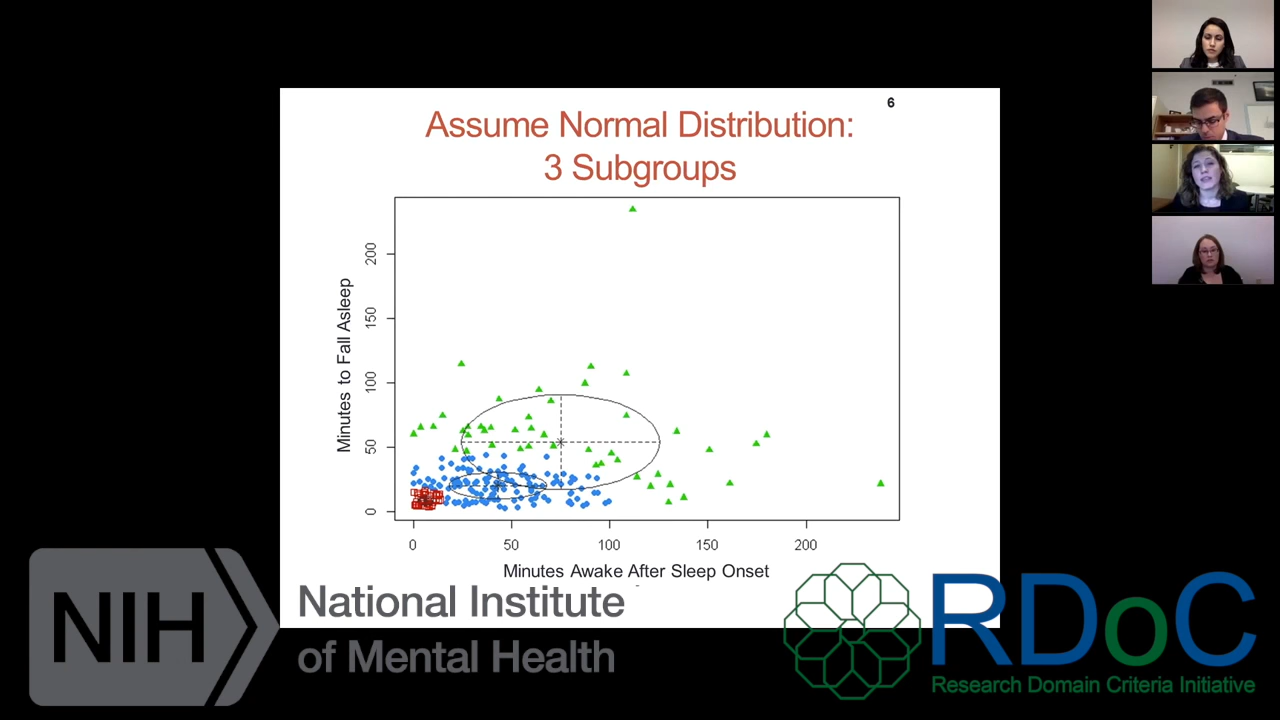 6
Assume Normal Distribution:
3 Subgroups
Minutes to Fall Asleep
200
150
100
50
0
0 50 100 150 200
Minutes Awake After Sleep Onset
NIH
National Institute
of Mental Health
RDoC
Research Domain Criteria Initiative